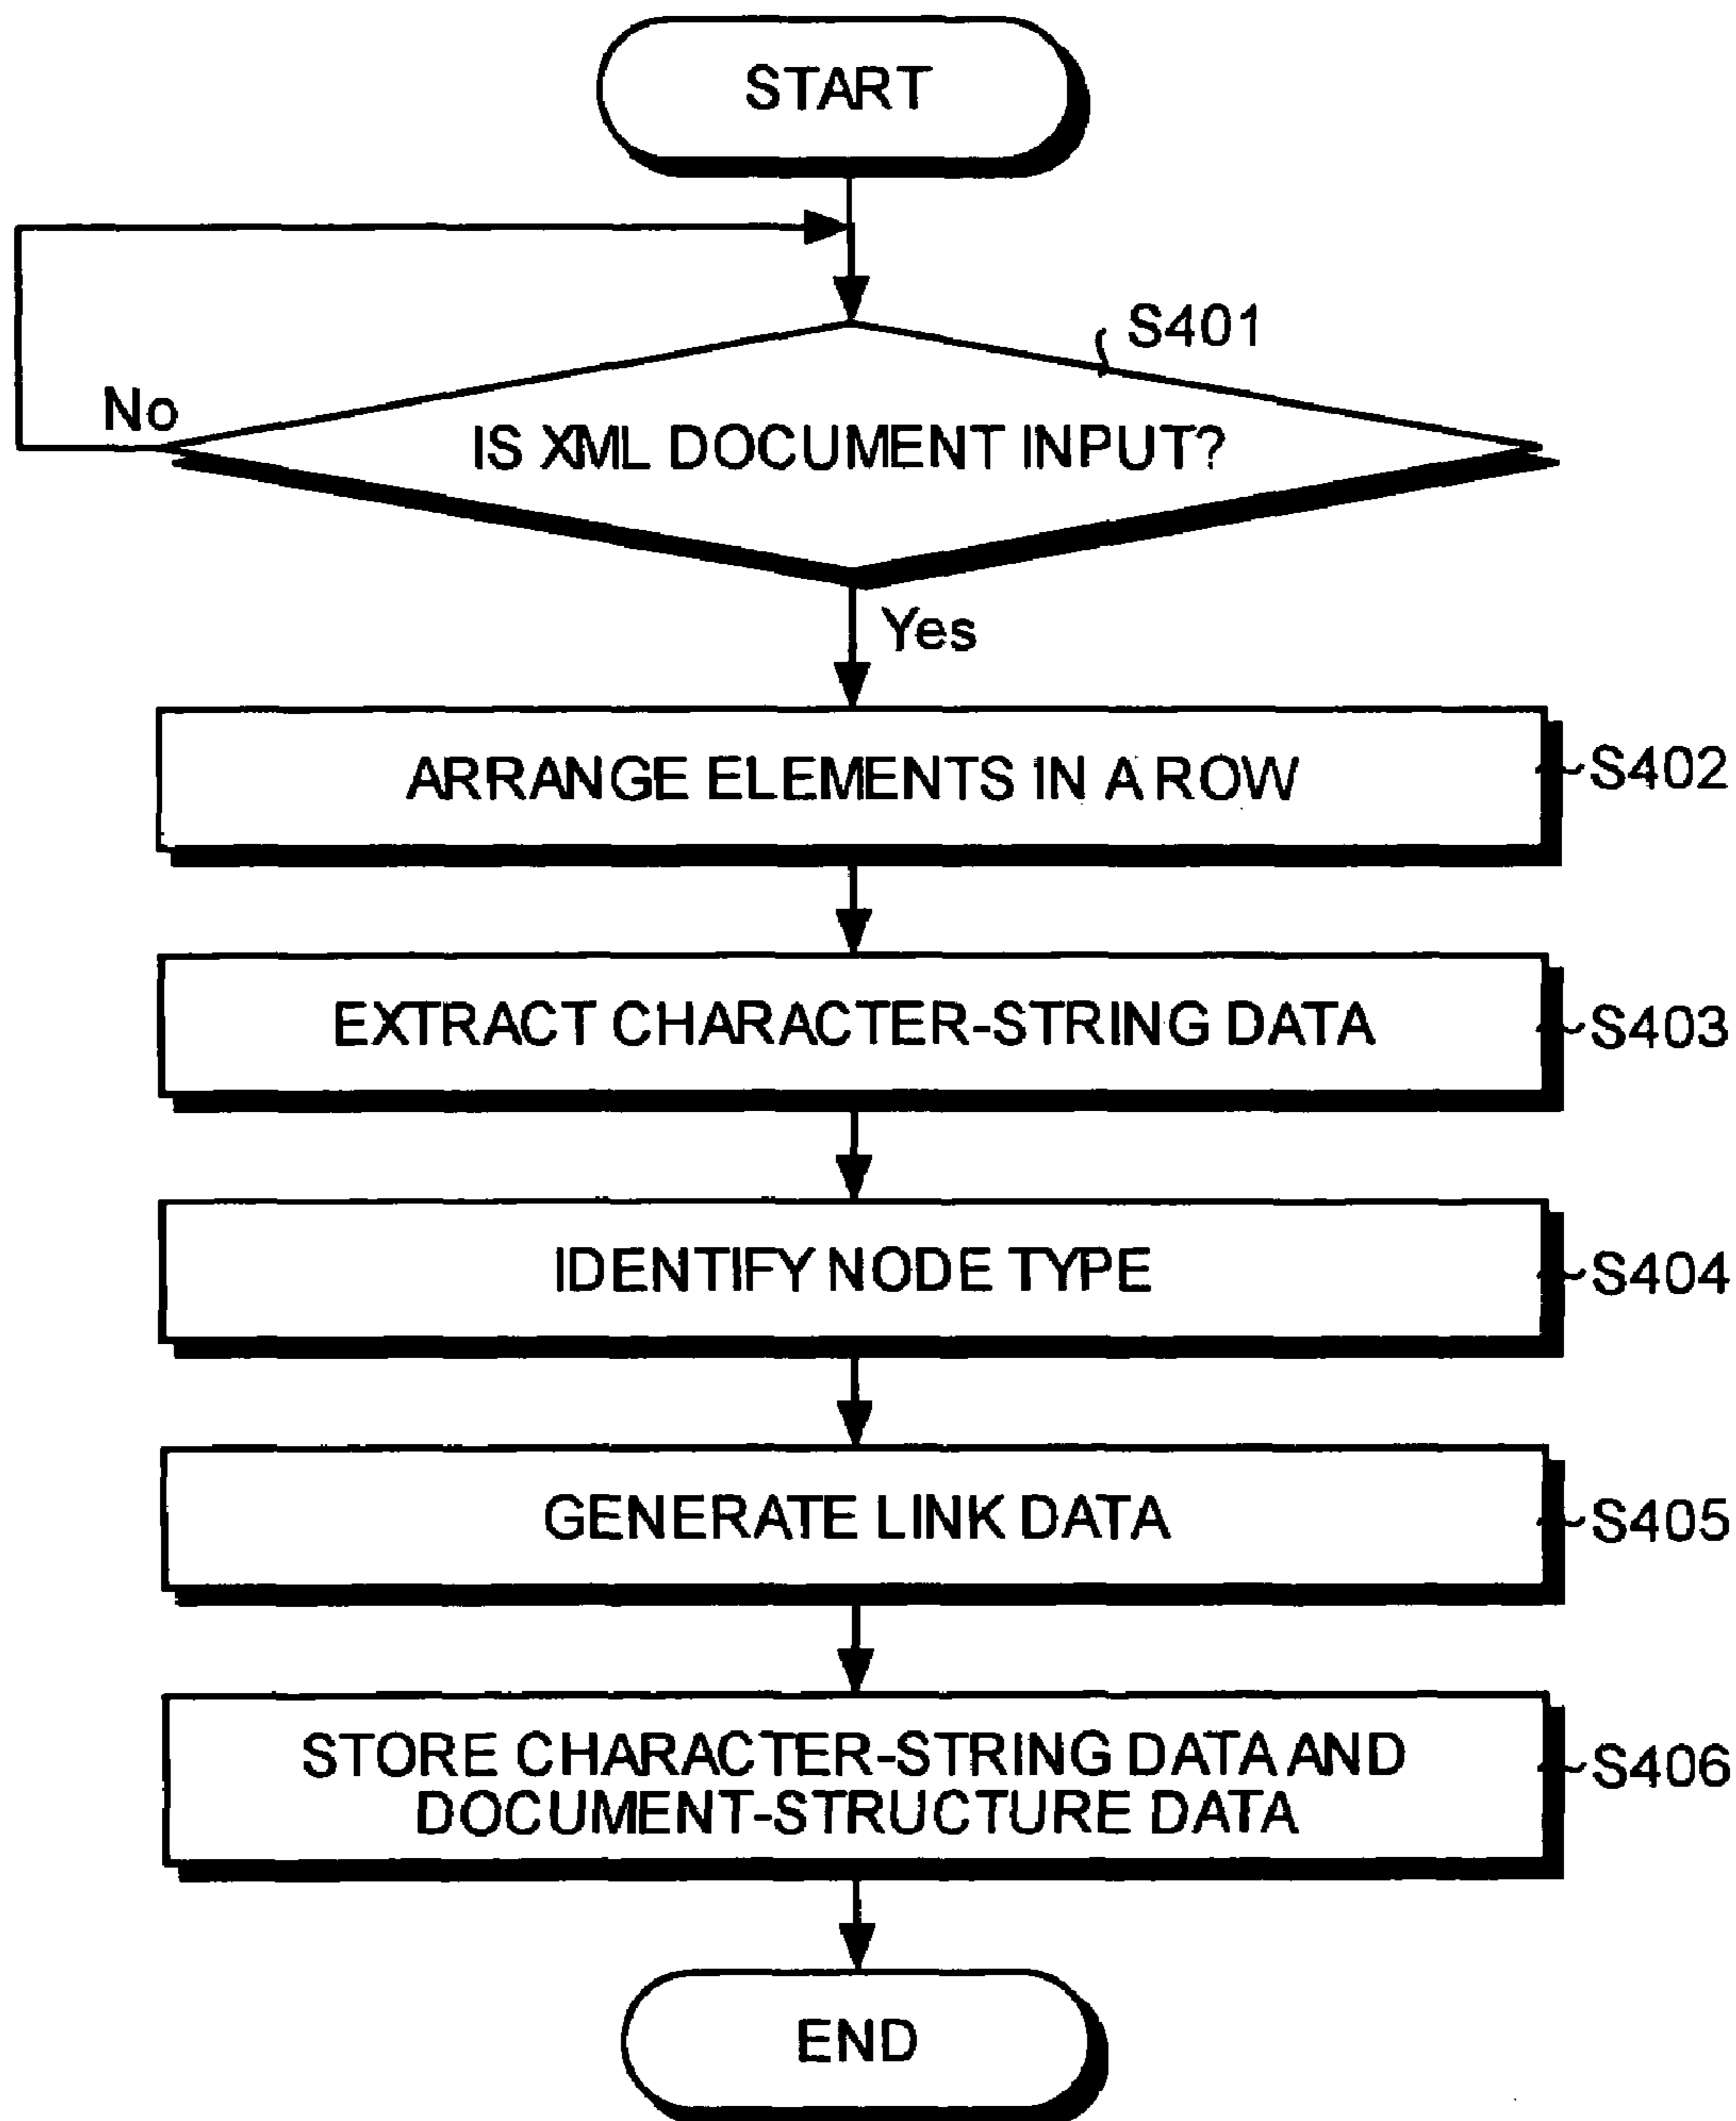 START
S401
No
IS XML DOCUMENT INPUT?
Yes
ARRANGE ELEMENTS IN A ROW
S402
EXTRACT CHARACTER-STRING DATA
S403
IDENTIFY NODE TYPE
S404
GENERATE LINK DATA
S405
STORE CHARACTER-STRING DATA AND
DOCUMENT-STRUCTURE DATA
S406
END